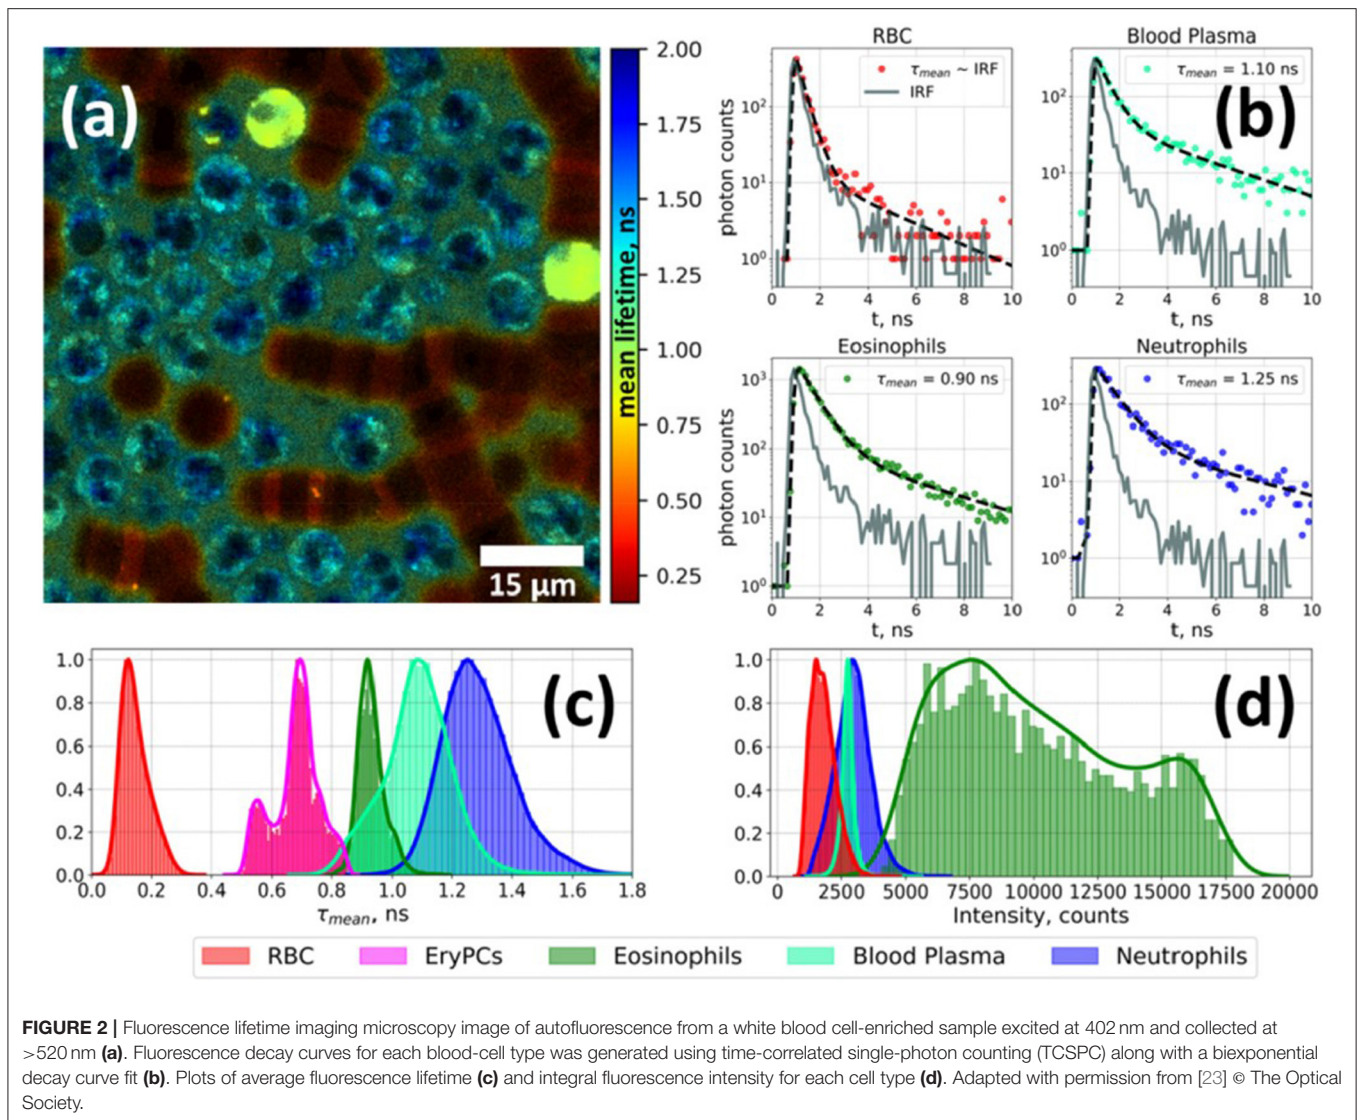 (a)
15 μm
2.00
1.75
1.50
1.25
1.00
0.75
0.50
0.25
mean lifetime, ns
RBC
τmean ~ IRF
IRF
photon counts
10²
10¹
10⁰
0 2 4 6 8 10
t, ns
Blood Plasma
τmean = 1.10 ns
(b)
10²
10¹
10⁰
0 2 4 6 8 10
t, ns
Eosinophils
τmean = 0.90 ns
photon counts
10³
10²
10¹
10⁰
0 2 4 6 8 10
t, ns
Neutrophils
τmean = 1.25 ns
10²
10¹
10⁰
0 2 4 6 8 10
t, ns
(c)
1.0
0.8
0.6
0.4
0.2
0.0
0.0 0.2 0.4 0.6 0.8 1.0 1.2 1.4 1.6 1.8
τmean, ns
(d)
1.0
0.8
0.6
0.4
0.2
0.0
0 2500 5000 7500 10000 12500 15000 17500 20000
Intensity, counts
RBC EryPCs Eosinophils Blood Plasma Neutrophils
FIGURE 2 | Fluorescence lifetime imaging microscopy image of autofluorescence from a white blood cell-enriched sample excited at 402 nm and collected at
>520 nm (a). Fluorescence decay curves for each blood-cell type was generated using time-correlated single-photon counting (TCSPC) along with a biexponential
decay curve fit (b). Plots of average fluorescence lifetime (c) and integral fluorescence intensity for each cell type (d). Adapted with permission from [23] © The Optical
Society.